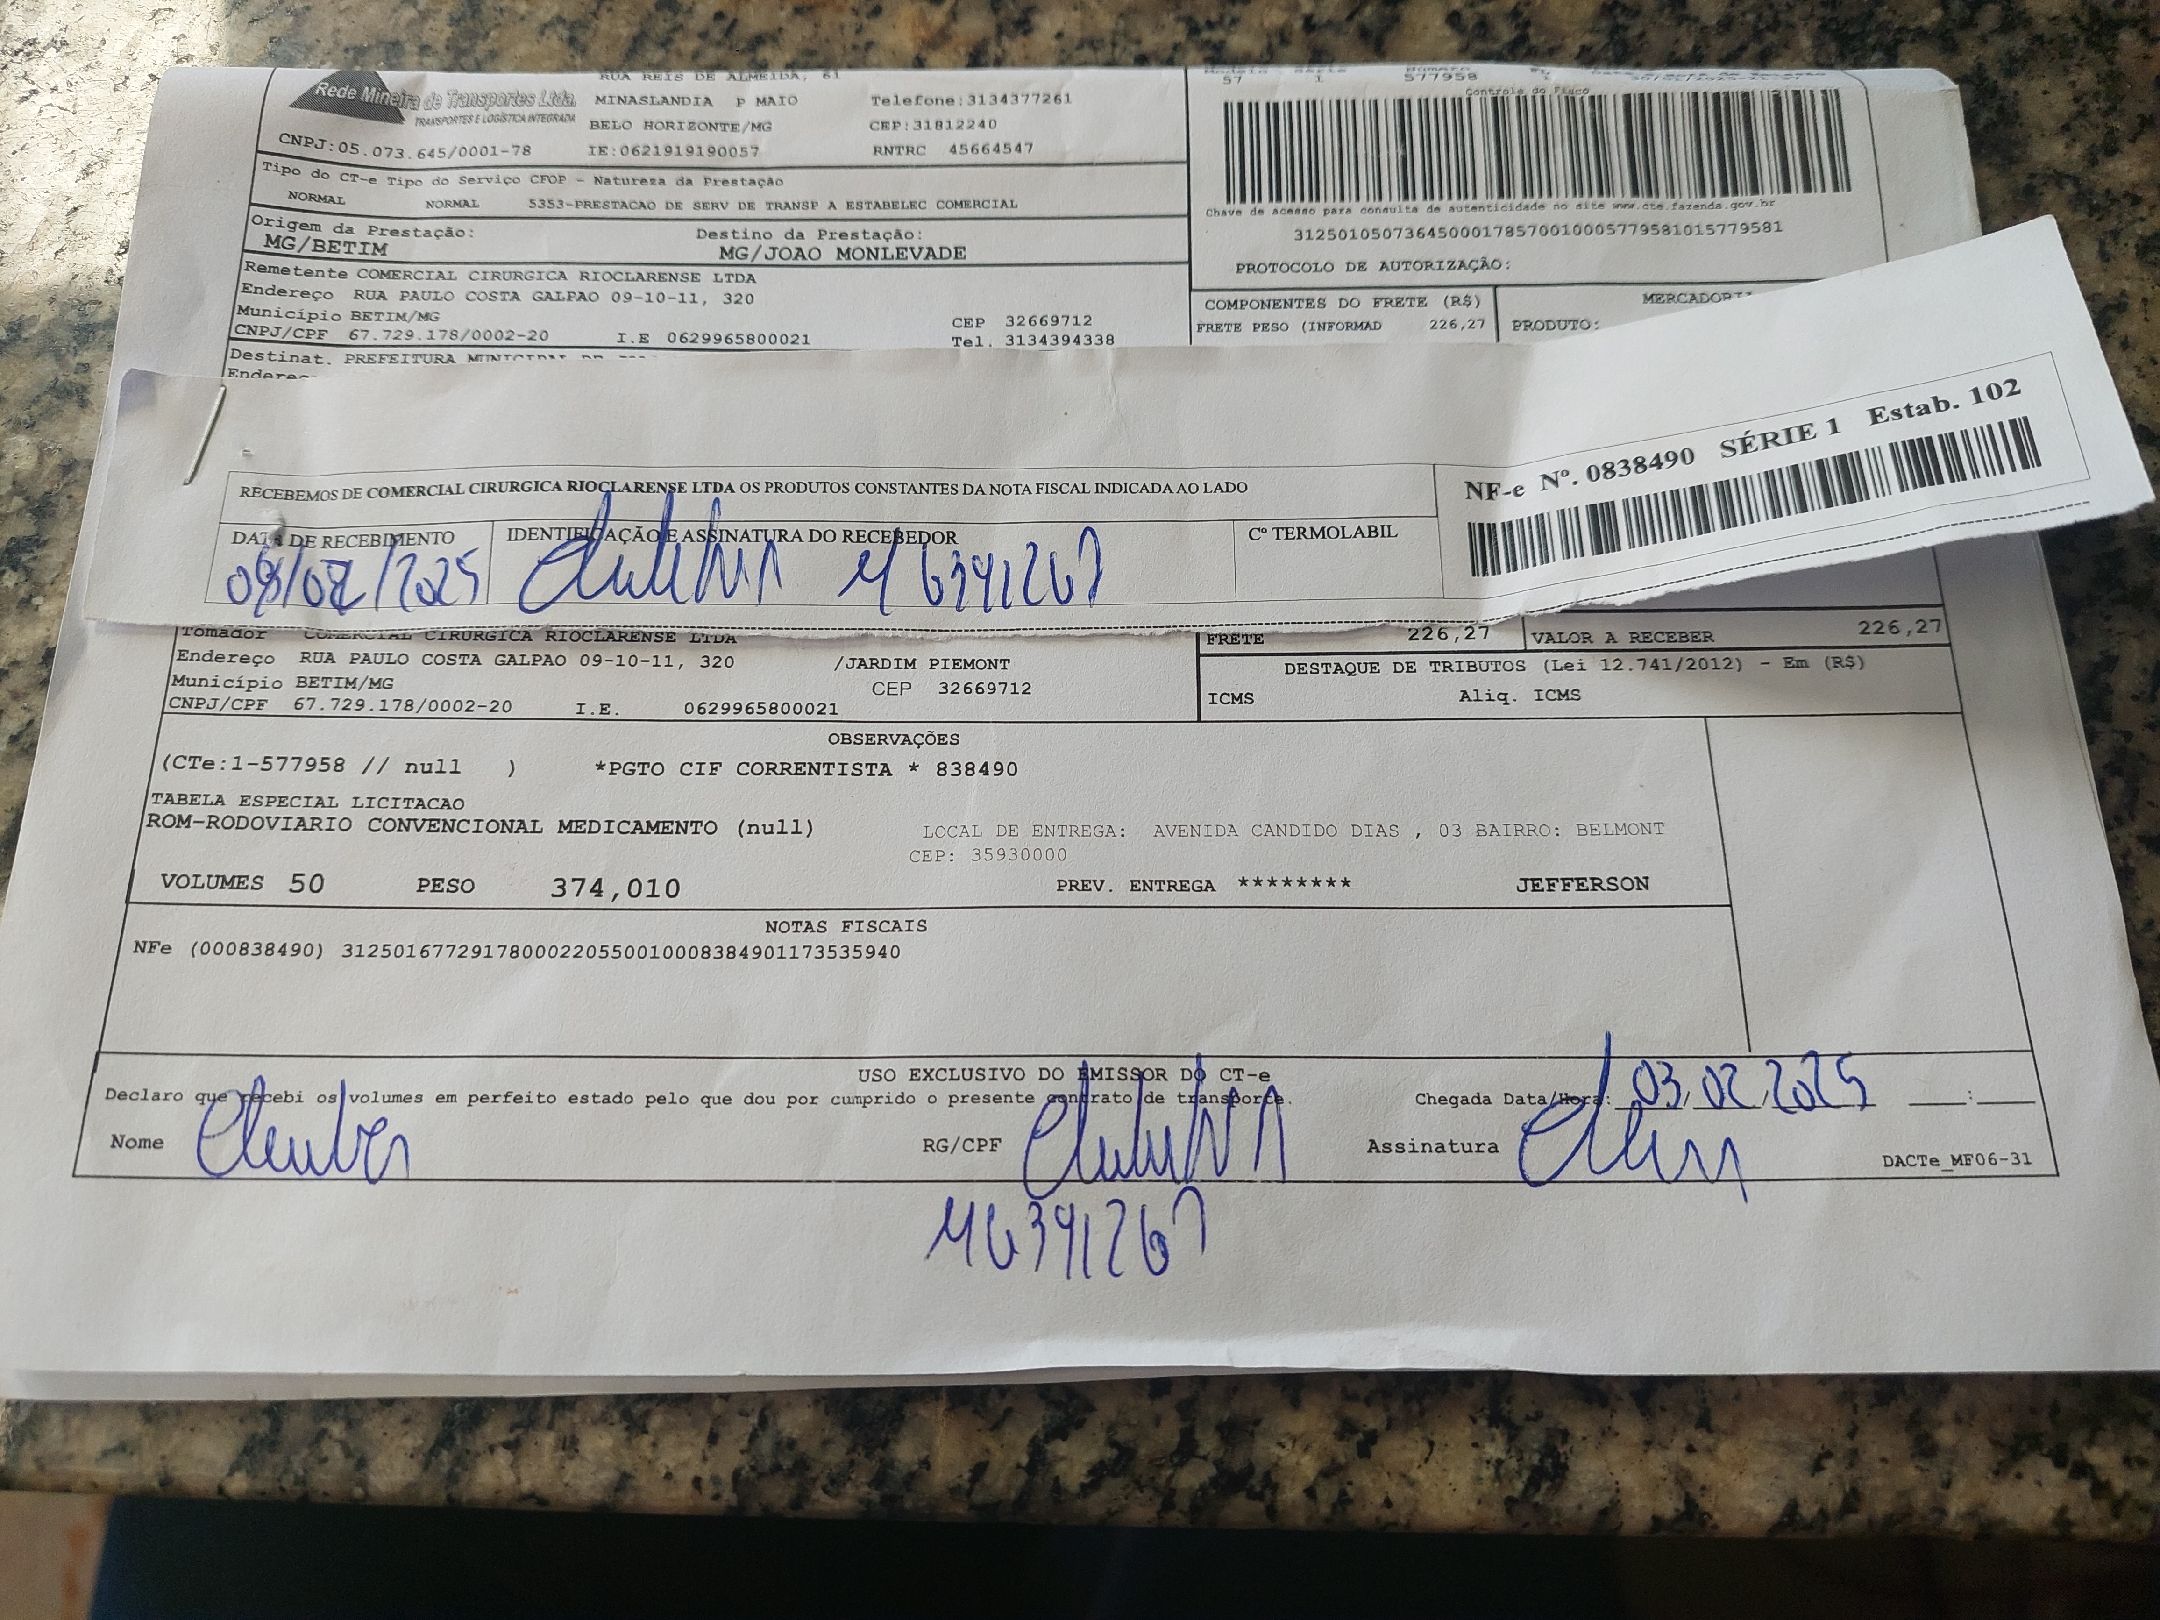 RUA REIS DE ALMEIDA, 61
Rede Mineira de Transportes Ltda.
TRANSPORTES E LOGÍSTICA INTEGRADA
MINASLANDIA P MAIO Telefone:3134377261
BELO HORIZONTE/MG CEP:31812240
CNPJ:05.073.645/0001-78 IE:0621919190057 RNTRC 45664547
57 1 577958
Controle do Fisco
Tipo do CT-e Tipo do Serviço CFOP - Natureza da Prestação
NORMAL NORMAL 5353-PRESTACAO DE SERV DE TRANSP A ESTABELEC COMERCIAL
Chave de acesso para consulta de autenticidade no site www.cte.fazenda.gov.br
31250105073645000178570010005779581015779581
Origem da Prestação: Destino da Prestação:
MG/BETIM MG/JOAO MONLEVADE
PROTOCOLO DE AUTORIZAÇÃO:
Remetente COMERCIAL CIRURGICA RIOCLARENSE LTDA
Endereço RUA PAULO COSTA GALPAO 09-10-11, 320
Município BETIM/MG CEP 32669712
CNPJ/CPF 67.729.178/0002-20 I.E 0629965800021 Tel. 3134394338
COMPONENTES DO FRETE (R$)
FRETE PESO (INFORMAD 226,27 PRODUTO:
Destinat. PREFEITURA MUNICIPAL DE
RECEBEMOS DE COMERCIAL CIRURGICA RIOCLARENSE LTDA OS PRODUTOS CONSTANTES DA NOTA FISCAL INDICADA AO LADO
NF-e Nº. 0838490 SÉRIE 1 Estab. 102
DATA DE RECEBIMENTO IDENTIFICAÇÃO E ASSINATURA DO RECEBEDOR Cº TERMOLABIL
/2025 MG391267
Tomador COMERCIAL CIRURGICA RIOCLARENSE LTDA
Endereço RUA PAULO COSTA GALPAO 09-10-11, 320 /JARDIM PIEMONT
Município BETIM/MG CEP 32669712
CNPJ/CPF 67.729.178/0002-20 I.E. 0629965800021
FRETE 226,27 VALOR A RECEBER 226,27
DESTAQUE DE TRIBUTOS (Lei 12.741/2012) - Em (R$)
ICMS Aliq. ICMS
OBSERVAÇÕES
(CTe:1-577958 // null ) *PGTO CIF CORRENTISTA * 838490
TABELA ESPECIAL LICITACAO
ROM-RODOVIARIO CONVENCIONAL MEDICAMENTO (null) LOCAL DE ENTREGA: AVENIDA CANDIDO DIAS , 03 BAIRRO: BELMONT
CEP: 35930000
VOLUMES 50 PESO 374,010 PREV. ENTREGA ******** JEFFERSON
NOTAS FISCAIS
NFe (000838490) 31250167729178000220550010008384901173535940
USO EXCLUSIVO DO EMISSOR DO CT-e
Declaro que recebi os volumes em perfeito estado pelo que dou por cumprido o presente contrato de transporte. Chegada Data/Hora: 03/02/2025 ___:___
Nome Cleuber RG/CPF Assinatura
DACTe_MF06-31
MG391267